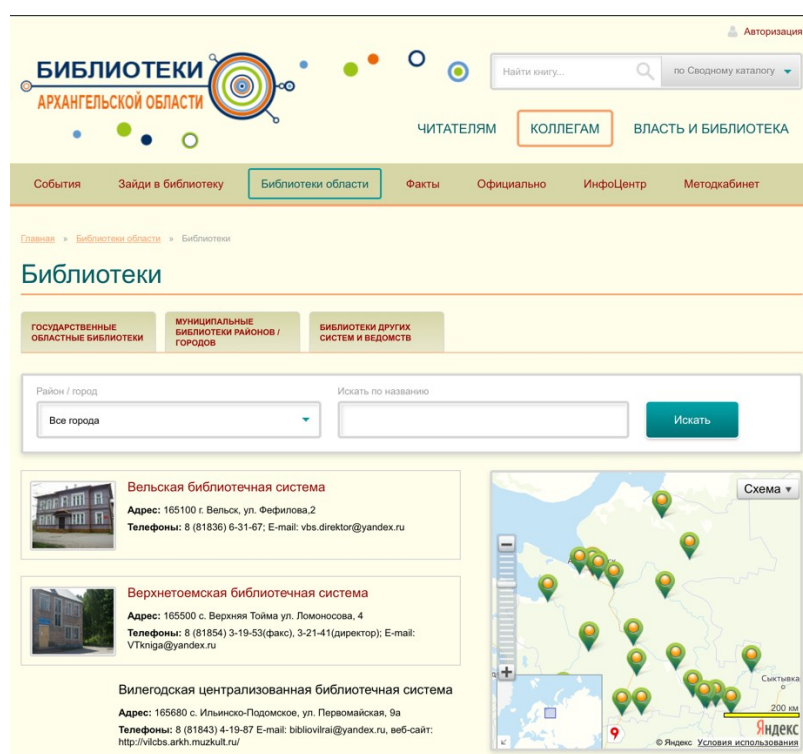 Авторизация
БИБЛИОТЕКИ
АРХАНГЕЛЬСКОЙ ОБЛАСТИ
Найти книгу...
по Сводному каталогу
ЧИТАТЕЛЯМ
КОЛЛЕГАМ
ВЛАСТЬ И БИБЛИОТЕКА
События
Зайди в библиотеку
Библиотеки области
Факты
Официально
ИнфоЦентр
Методкабинет
Главная » Библиотеки области » Библиотеки
Библиотеки
ГОСУДАРСТВЕННЫЕ
ОБЛАСТНЫЕ БИБЛИОТЕКИ
МУНИЦИПАЛЬНЫЕ
БИБЛИОТЕКИ РАЙОНОВ /
ГОРОДОВ
БИБЛИОТЕКИ ДРУГИХ
СИСТЕМ И ВЕДОМСТВ
Район / город
Все города
Искать по названию
Искать
Вельская библиотечная система
Адрес: 165100 г. Вельск, ул. Фефилова,2
Телефоны: 8 (81836) 6-31-67; E-mail: vbs.direktor@yandex.ru
Верхнетоемская библиотечная система
Адрес: 165500 с. Верхняя Тойма ул. Ломоносова, 4
Телефоны: 8 (81854) 3-19-53(факс), 3-21-41(директор); E-mail:
VTkniga@yandex.ru
Вилегодская централизованная библиотечная система
Адрес: 165680 с. Ильинско-Подомское, ул. Первомайская, 9а
Телефоны: 8 (81843) 4-19-87 E-mail: bibliovilrai@yandex.ru, веб-сайт:
http://vilcbs.arkh.muzkult.ru/
Схема
Сыктывка
200 км
Яндекс
© Яндекс Условия использования